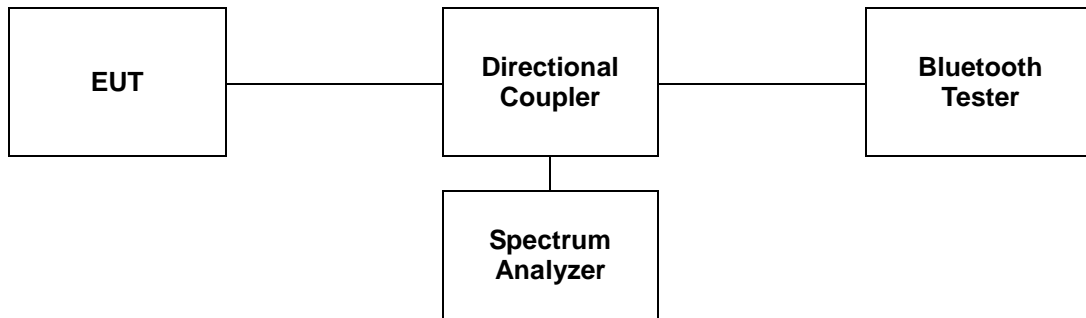 EUT
Directional
Coupler
Bluetooth
Tester
Spectrum
Analyzer